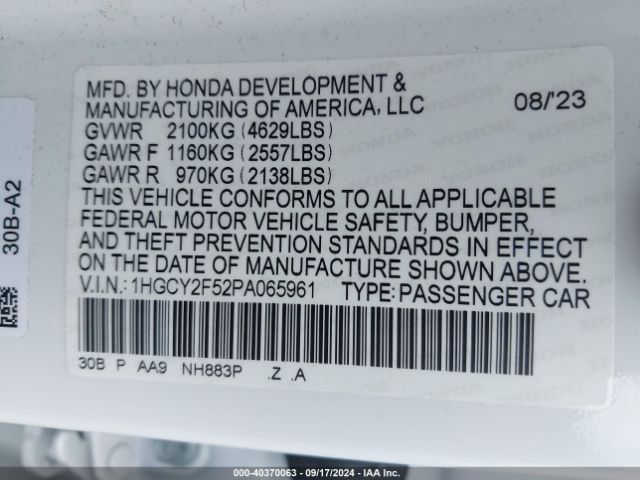 MFD. BY HONDA DEVELOPMENT &
MANUFACTURING OF AMERICA, LLC 08/'23
GVWR 2100KG (4629LBS)
GAWR F 1160KG (2557LBS)
GAWR R 970KG (2138LBS)
THIS VEHICLE CONFORMS TO ALL APPLICABLE
FEDERAL MOTOR VEHICLE SAFETY, BUMPER,
AND THEFT PREVENTION STANDARDS IN EFFECT
ON THE DATE OF MANUFACTURE SHOWN ABOVE.
V.I.N.:1HGCY2F52PA065961 TYPE:PASSENGER CAR
30B P AA9 NH883P .Z .A
30B-A2
000-40370063 - 09/17/2024 - IAA Inc.